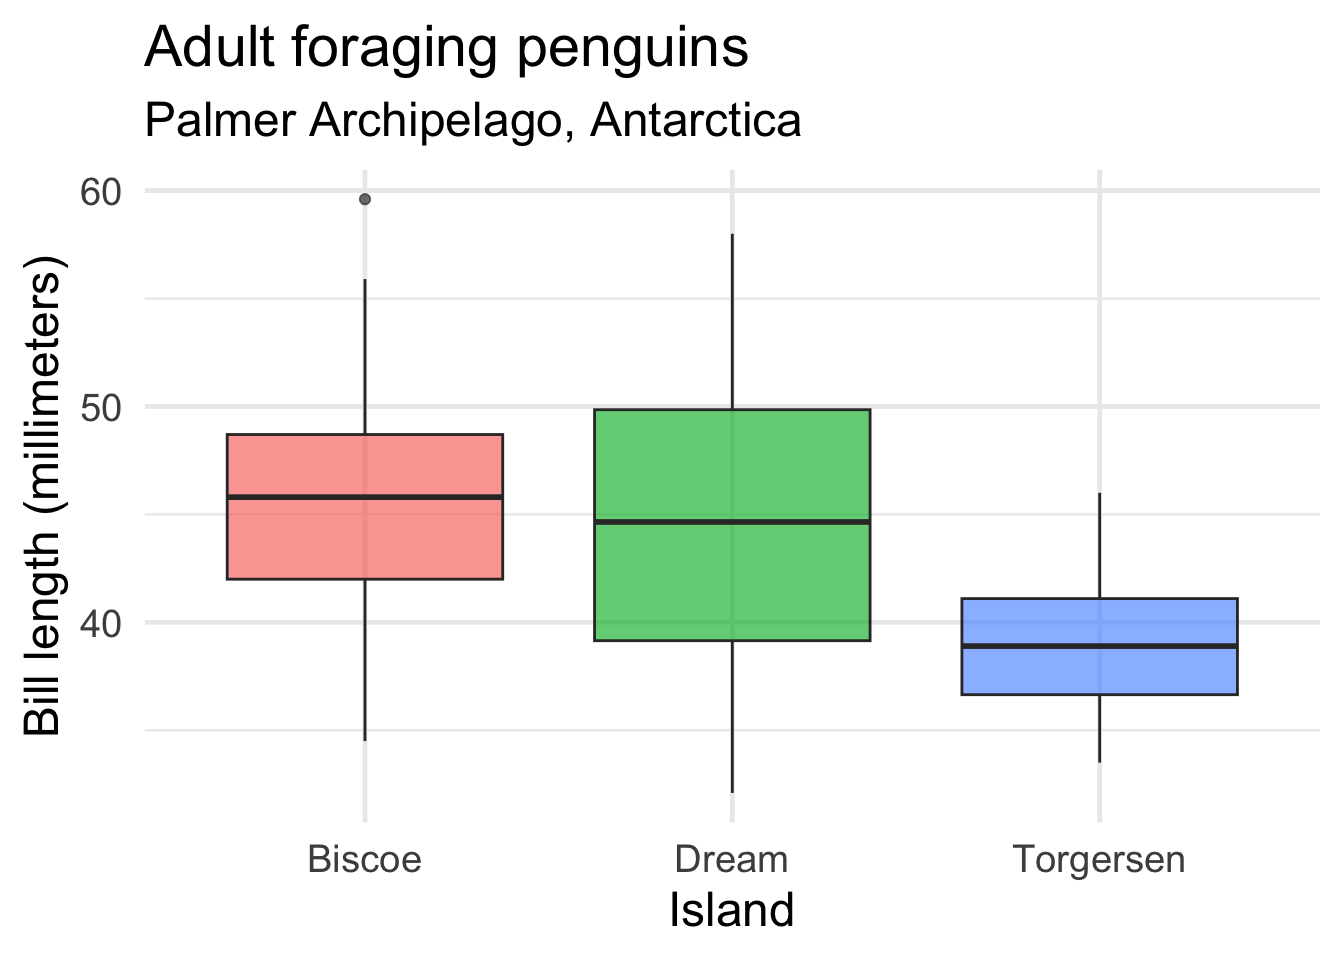 Adult foraging penguins
Palmer Archipelago, Antarctica
Bill length (millimeters)
60
50
40
Biscoe Dream Torgersen
Island